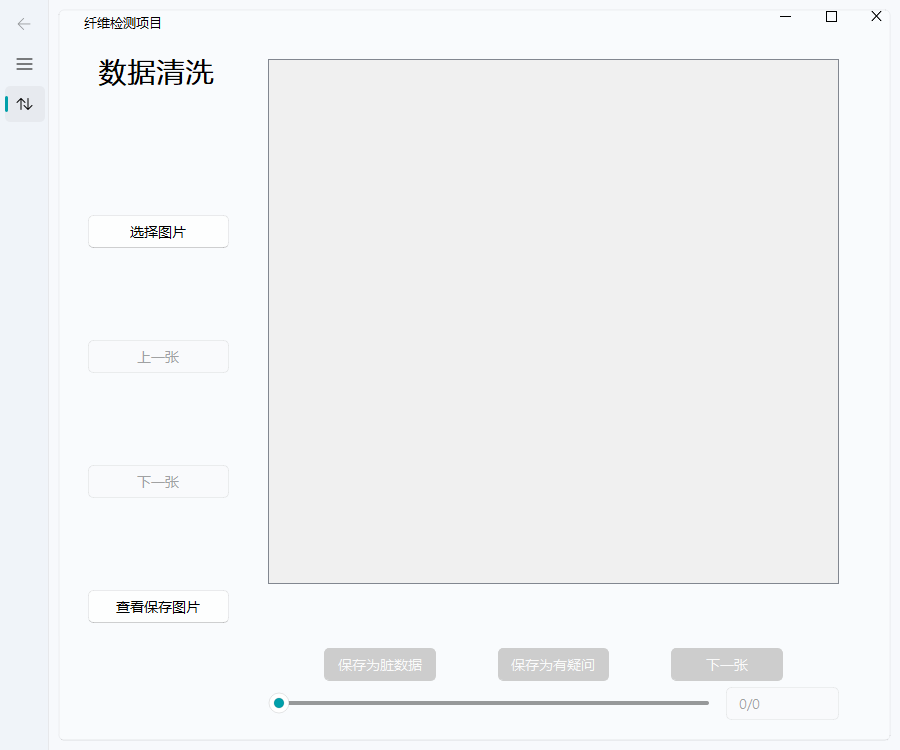 纤维检测项目
数据清洗
选择图片
上一张
下一张
查看保存图片
保存为脏数据
保存为有疑问
下一张
0/0